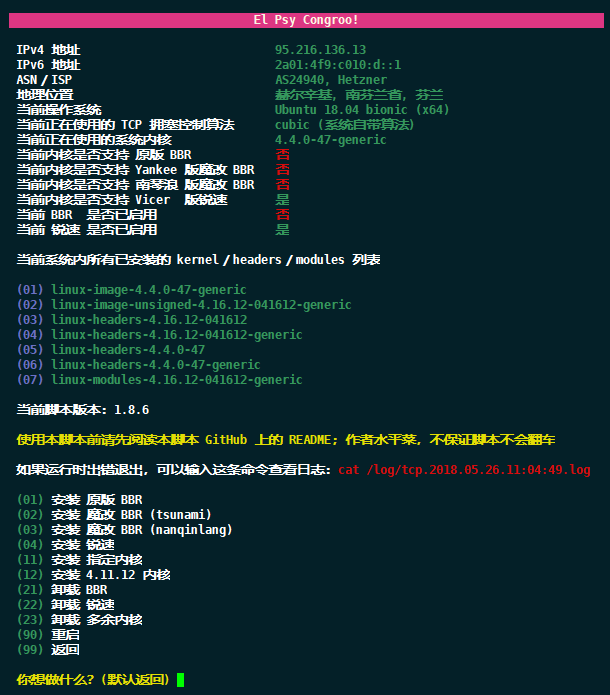 El Psy Congroo!
IPv4 地址 95.216.136.13
IPv6 地址 2a01:4f9:c010:d::1
ASN/ISP AS24940, Hetzner
地理位置 赫尔辛基, 南芬兰省, 芬兰
当前操作系统 Ubuntu 18.04 bionic (x64)
当前正在使用的 TCP 拥塞控制算法 cubic (系统自带算法)
当前正在使用的系统内核 4.4.0-47-generic
当前内核是否支持 原版 BBR 否
当前内核是否支持 Yankee 版魔改 BBR 否
当前内核是否支持 南琴浪 版魔改 BBR 否
当前内核是否支持 Vicer 版锐速 是
当前 BBR 是否已启用 否
当前 锐速 是否已启用 是
当前系统内所有已安装的 kernel/headers/modules 列表
(01) linux-image-4.4.0-47-generic
(02) linux-image-unsigned-4.16.12-041612-generic
(03) linux-headers-4.16.12-041612
(04) linux-headers-4.16.12-041612-generic
(05) linux-headers-4.4.0-47
(06) linux-headers-4.4.0-47-generic
(07) linux-modules-4.16.12-041612-generic
当前脚本版本: 1.8.6
使用本脚本前请先阅读本脚本 GitHub 上的 README; 作者水平菜, 不保证脚本不会翻车
如果运行时出错退出, 可以输入这条命令查看日志: cat /log/tcp.2018.05.26.11:04:49.log
(01) 安装 原版 BBR
(02) 安装 魔改 BBR (tsunami)
(03) 安装 魔改 BBR (nanqinlang)
(04) 安装 锐速
(11) 安装 指定内核
(12) 安装 4.11.12 内核
(21) 卸载 BBR
(22) 卸载 锐速
(23) 卸载 多余内核
(90) 重启
(99) 返回
你想做什么? (默认返回)